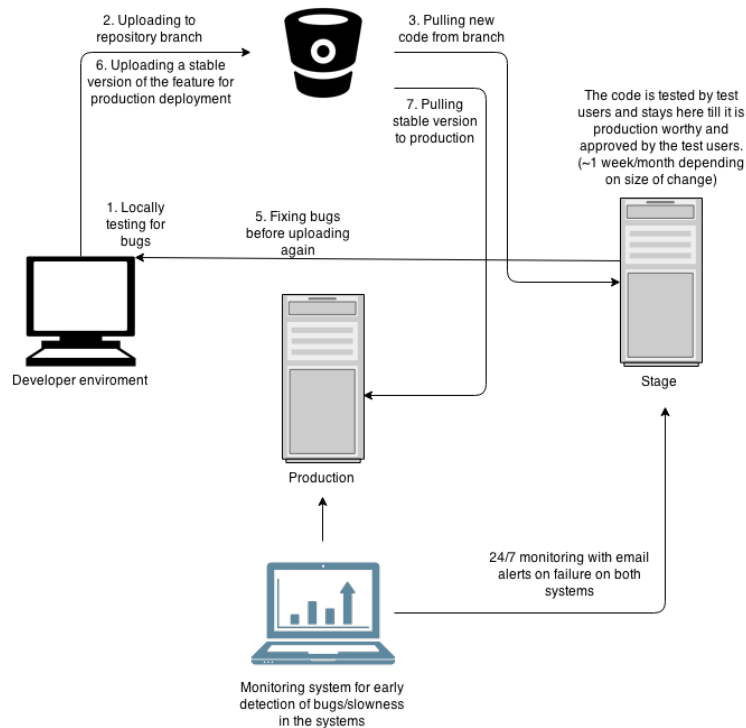 2. Uploading to
repository branch
6. Uploading a stable
version of the feature for
production deployment
3. Pulling new
code from branch
7. Pulling
stable version
to production
The code is tested by test
users and stays here till it is
production worthy and
approved by the test users.
(~1 week/month depending
on size of change)
1. Locally
testing for
bugs
5. Fixing bugs
before uploading
again
Developer enviroment
Stage
Production
24/7 monitoring with email
alerts on failure on both
systems
Monitoring system for early
detection of bugs/slowness
in the systems